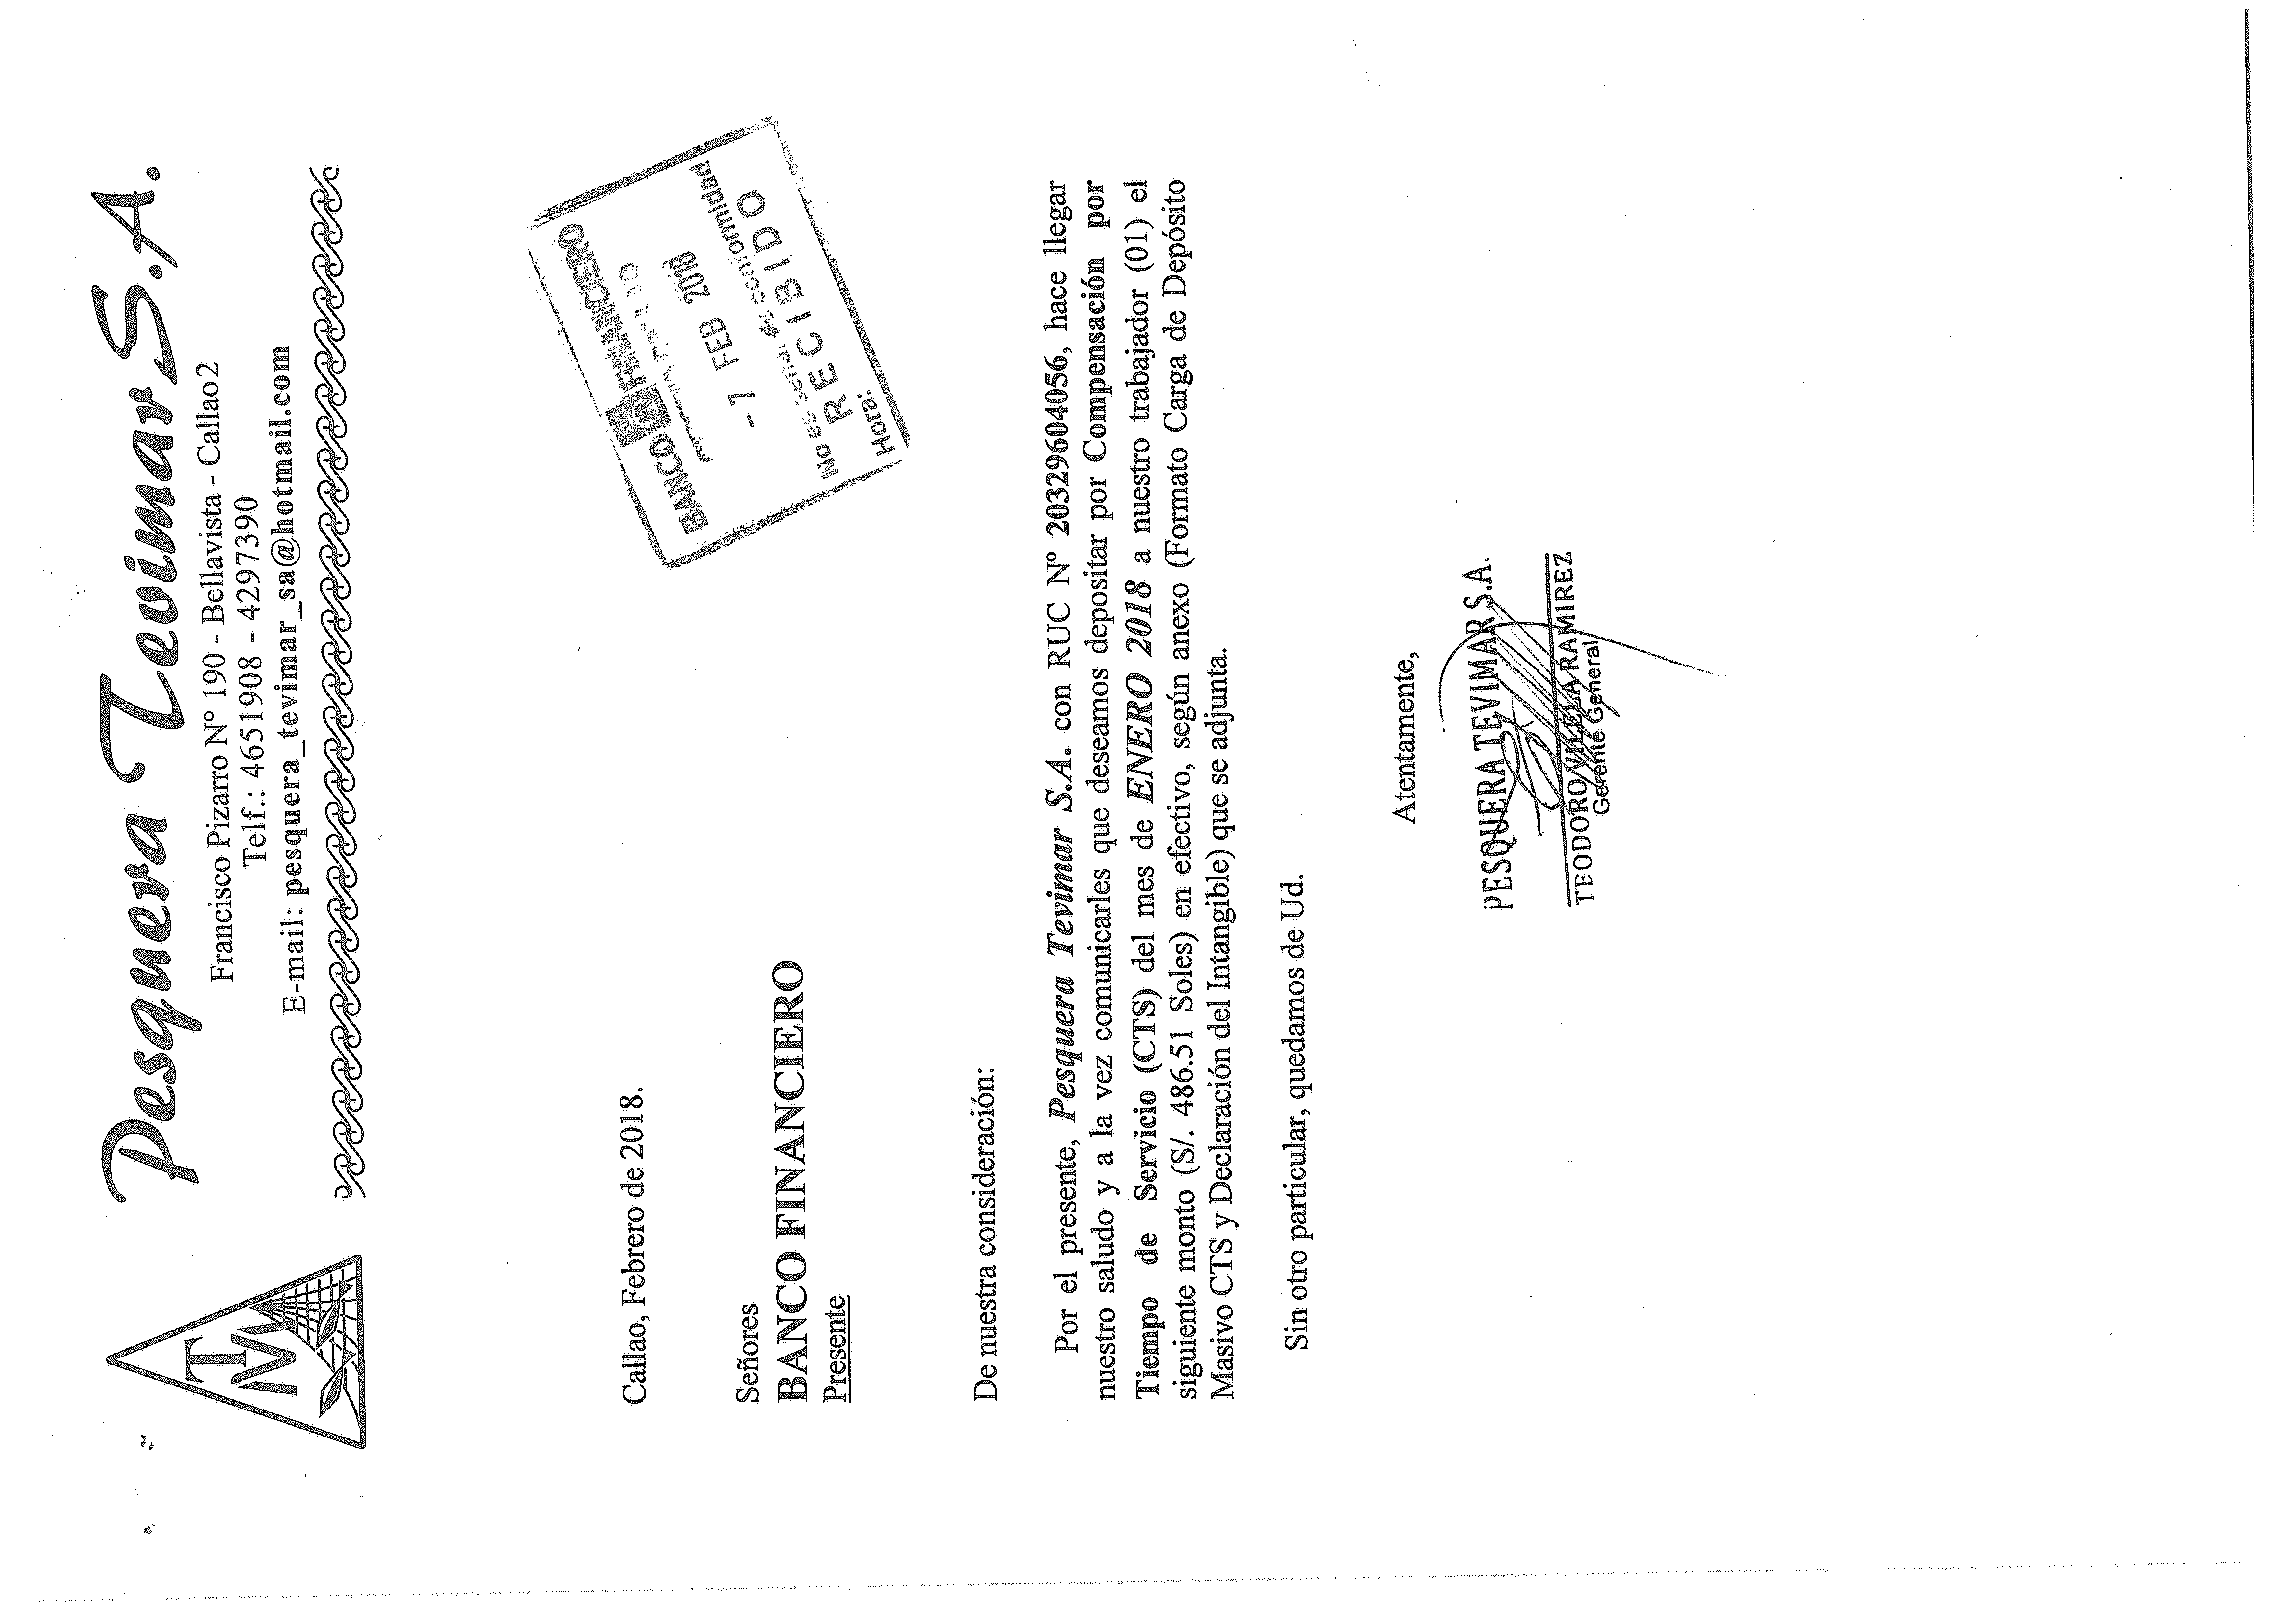 Pesquera Tevimar S.A.
Francisco Pizarro Nº 190 - Bellavista - Callao2
Telf.: 4651908 - 4297390
E-mail: pesquera_tevimar_sa@hotmail.com
TM
Callao, Febrero de 2018.
BANCO FINANCIERO
-7 FEB 2018
No es señal de conformidad
RECIBIDO
Hora:
Señores
BANCO FINANCIERO
Presente
De nuestra consideración:
Por el presente, Pesquera Tevimar S.A. con RUC Nº 20329604056, hace llegar
nuestro saludo y a la vez comunicarles que deseamos depositar por Compensación por
Tiempo de Servicio (CTS) del mes de ENERO 2018 a nuestro trabajador (01) el
siguiente monto (S/. 486.51 Soles) en efectivo, según anexo (Formato Carga de Depósito
Masivo CTS y Declaración del Intangible) que se adjunta.
Sin otro particular, quedamos de Ud.
Atentamente,
PESQUERA TEVIMAR S.A.
TEODORO VILELA RAMIREZ
Gerente General